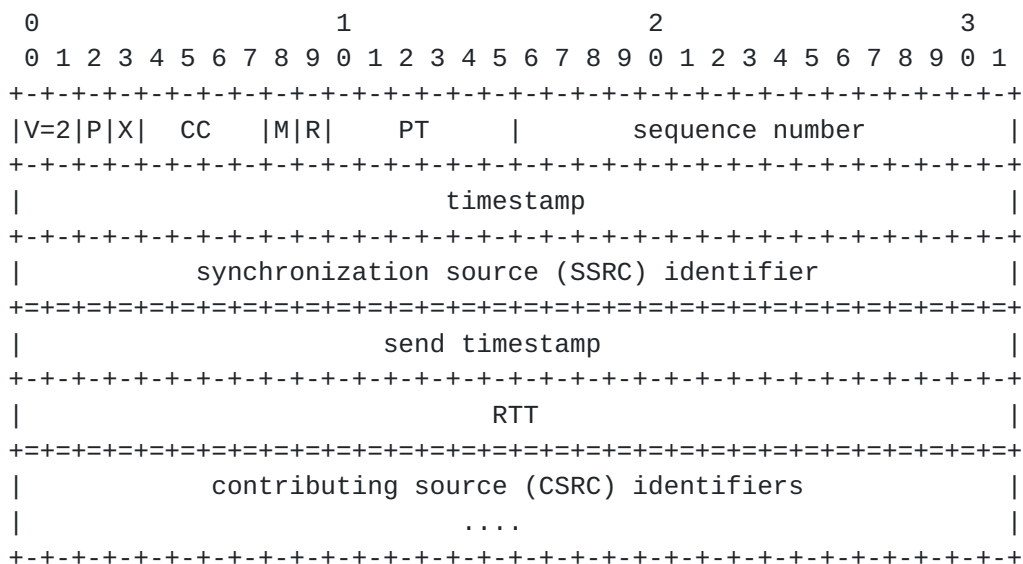 0                   1                   2                   3
 0 1 2 3 4 5 6 7 8 9 0 1 2 3 4 5 6 7 8 9 0 1 2 3 4 5 6 7 8 9 0 1
+-+-+-+-+-+-+-+-+-+-+-+-+-+-+-+-+-+-+-+-+-+-+-+-+-+-+-+-+-+-+-+-+
|V=2|P|X|  CC   |M|R|    PT     |       sequence number         |
+-+-+-+-+-+-+-+-+-+-+-+-+-+-+-+-+-+-+-+-+-+-+-+-+-+-+-+-+-+-+-+-+
|                           timestamp                           |
+-+-+-+-+-+-+-+-+-+-+-+-+-+-+-+-+-+-+-+-+-+-+-+-+-+-+-+-+-+-+-+-+
|           synchronization source (SSRC) identifier            |
+=+=+=+=+=+=+=+=+=+=+=+=+=+=+=+=+=+=+=+=+=+=+=+=+=+=+=+=+=+=+=+=+
|                       send timestamp                          |
+-+-+-+-+-+-+-+-+-+-+-+-+-+-+-+-+-+-+-+-+-+-+-+-+-+-+-+-+-+-+-+-+
|                              RTT                              |
+=+=+=+=+=+=+=+=+=+=+=+=+=+=+=+=+=+=+=+=+=+=+=+=+=+=+=+=+=+=+=+=+
|            contributing source (CSRC) identifiers             |
|                            ....                               |
+-+-+-+-+-+-+-+-+-+-+-+-+-+-+-+-+-+-+-+-+-+-+-+-+-+-+-+-+-+-+-+-+